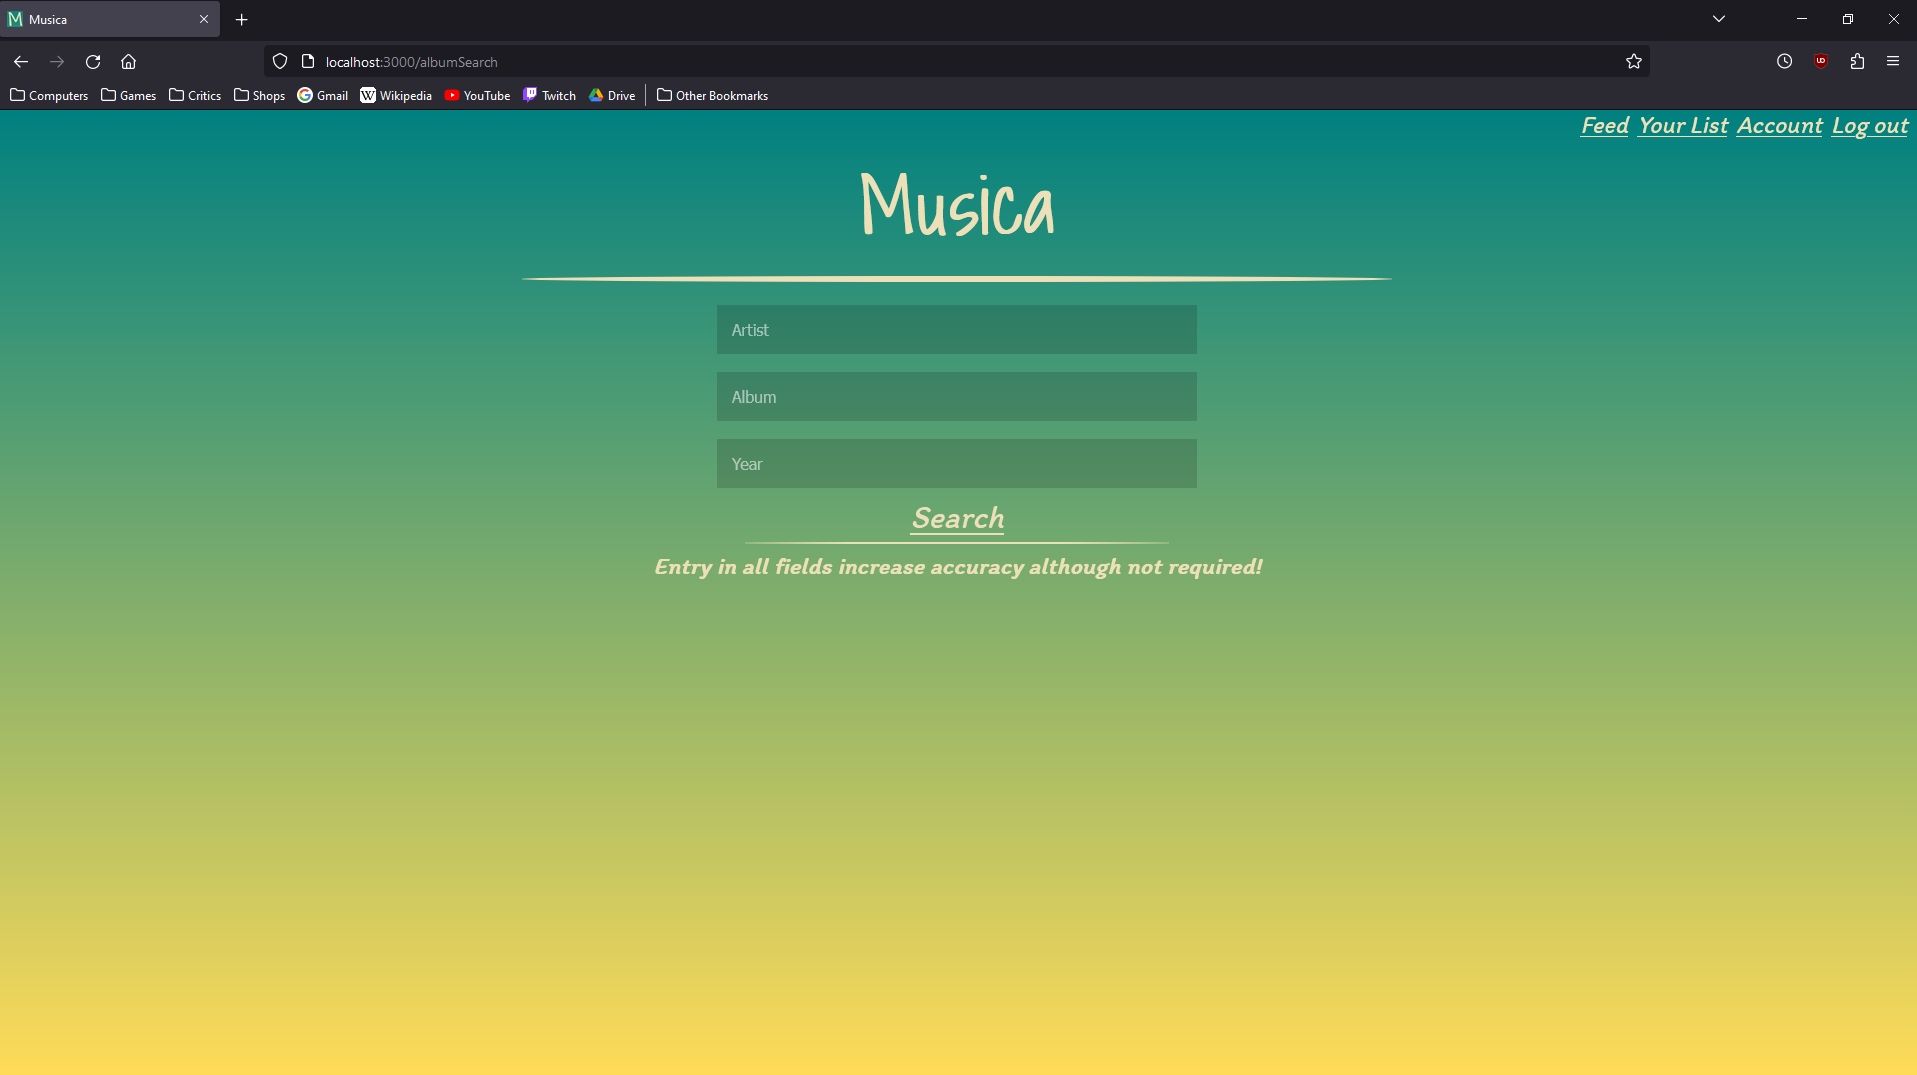 Musica
localhost:3000/albumSearch
Computers Games Critics Shops Gmail Wikipedia YouTube Twitch Drive Other Bookmarks
Feed Your List Account Log out
Musica
Artist
Album
Year
Search
Entry in all fields increase accuracy although not required!